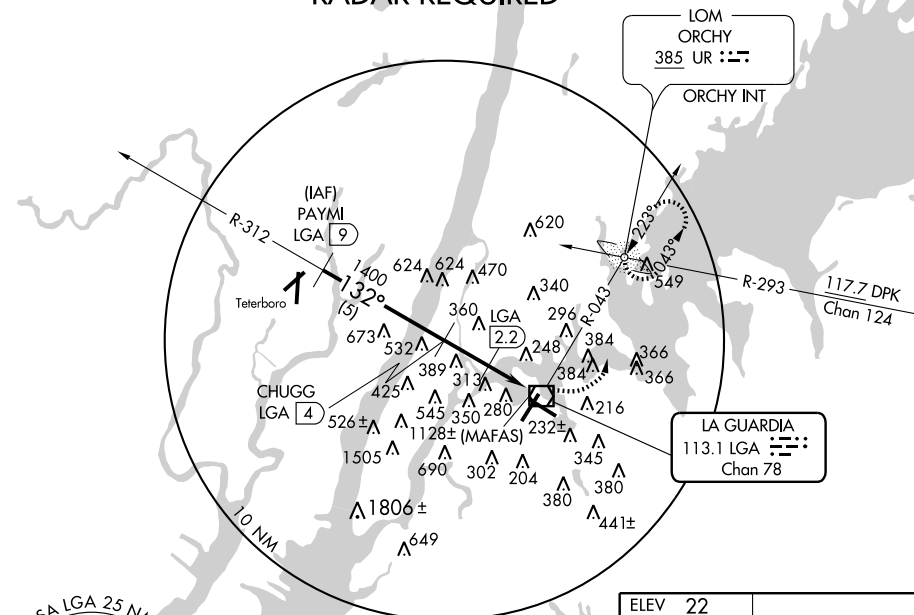 RADAR REQUIRED
LOM
ORCHY
385 UR
ORCHY INT
(IAF)
PAYMI
LGA 9
R-312
1400
132°
(5)
Teterboro
620
223°
043°
549
R-293
117.7 DPK
Chan 124
R-043
624
624
470
340
360
296
LGA
2.2
673
532
248
384
384
366
366
389
313
425
CHUGG
LGA 4
545
350
280
216
526±
1128±
(MAFAS)
232±
LA GUARDIA
113.1 LGA
Chan 78
1505
690
302
204
345
380
380
1806±
441±
649
10 NM
SA LGA 25 N
ELEV 22